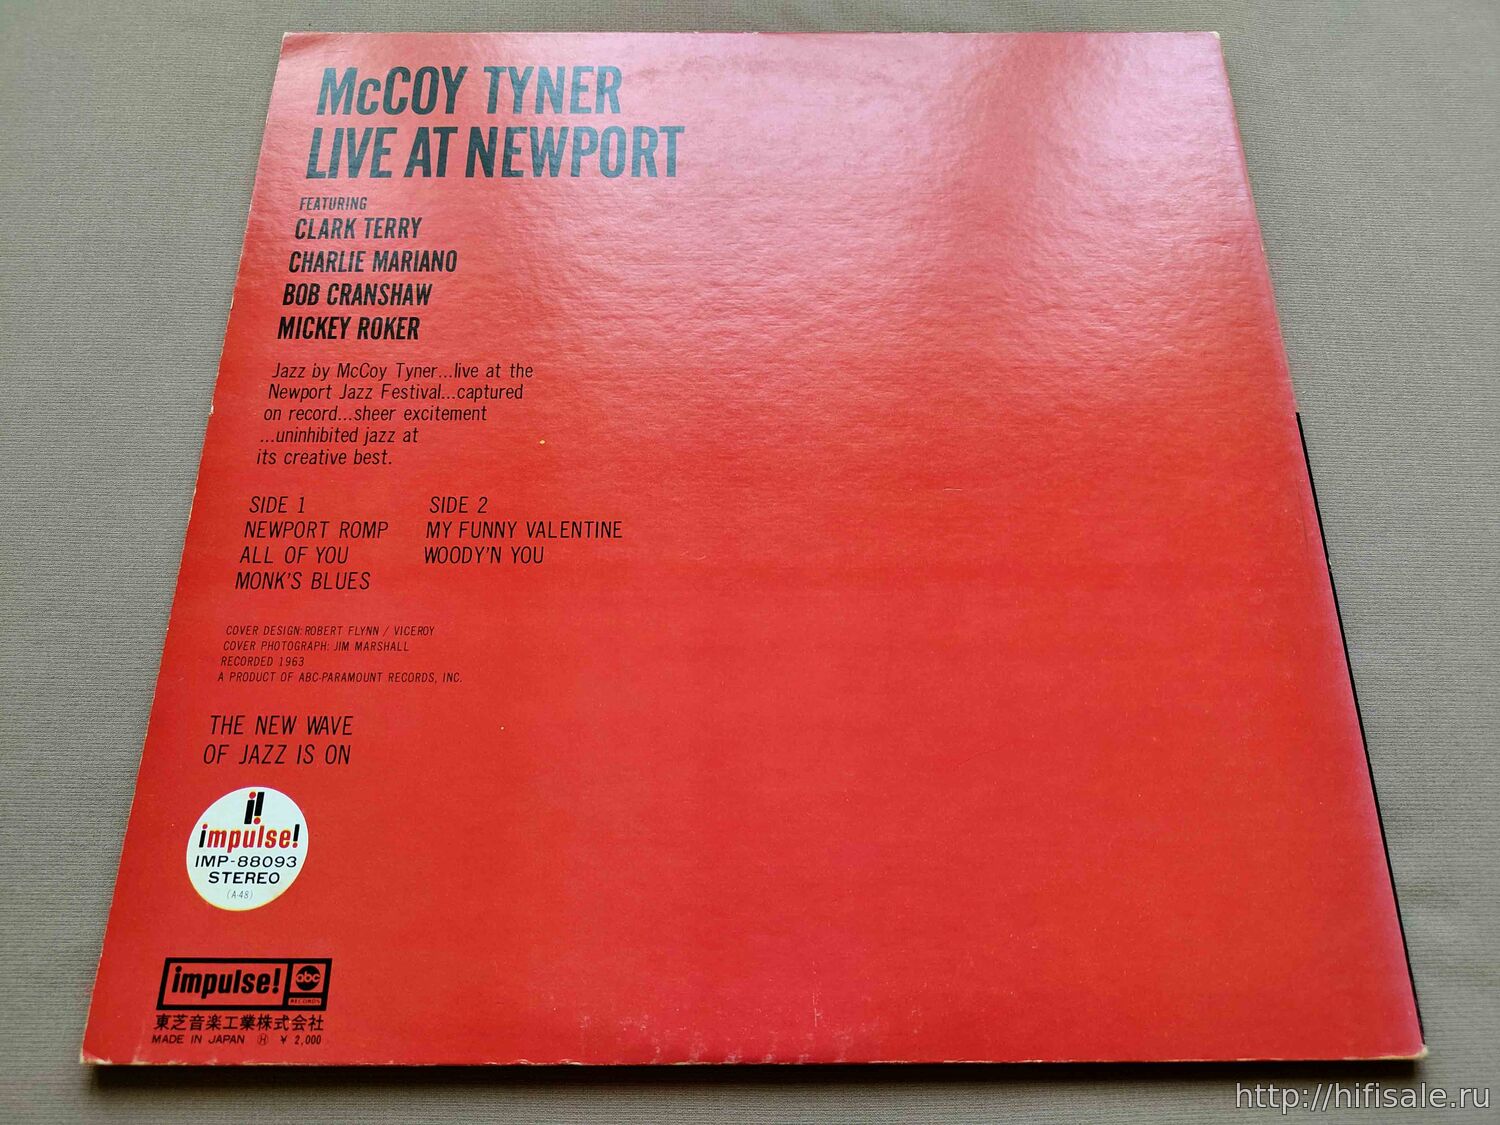 McCOY TYNER
LIVE AT NEWPORT
FEATURING
CLARK TERRY
CHARLIE MARIANO
BOB CRANSHAW
MICKEY ROKER
Jazz by McCoy Tyner...live at the
Newport Jazz Festival...captured
on record...sheer excitement
...uninhibited jazz at
its creative best.
SIDE 1
NEWPORT ROMP
ALL OF YOU
MONK'S BLUES
SIDE 2
MY FUNNY VALENTINE
WOODY'N YOU
COVER DESIGN: ROBERT FLYNN / VICEROY
COVER PHOTOGRAPH: JIM MARSHALL
RECORDED 1963
A PRODUCT OF ABC-PARAMOUNT RECORDS, INC.
THE NEW WAVE
OF JAZZ IS ON
i!
impulse!
IMP-88093
STEREO
(A-48)
impulse! abc
RECORDS
東芝音楽工業株式会社
MADE IN JAPAN Ⓗ ¥ 2,000
http://hifisale.ru